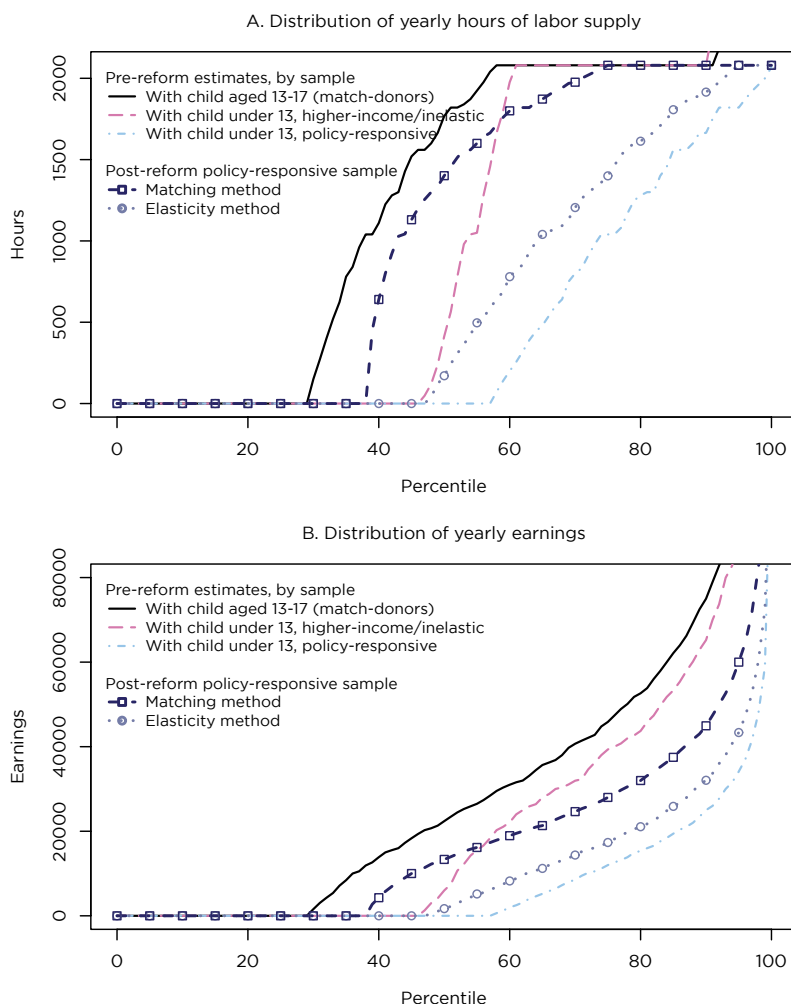 A. Distribution of yearly hours of labor supply
Pre-reform estimates, by sample
With child aged 13-17 (match-donors)
With child under 13, higher-income/inelastic
With child under 13, policy-responsive
Post-reform policy-responsive sample
Matching method
Elasticity method
Hours
2000
1500
1000
500
0
0 20 40 60 80 100
Percentile
B. Distribution of yearly earnings
Pre-reform estimates, by sample
With child aged 13-17 (match-donors)
With child under 13, higher-income/inelastic
With child under 13, policy-responsive
Post-reform policy-responsive sample
Matching method
Elasticity method
Earnings
80000
60000
40000
20000
0
0 20 40 60 80 100
Percentile